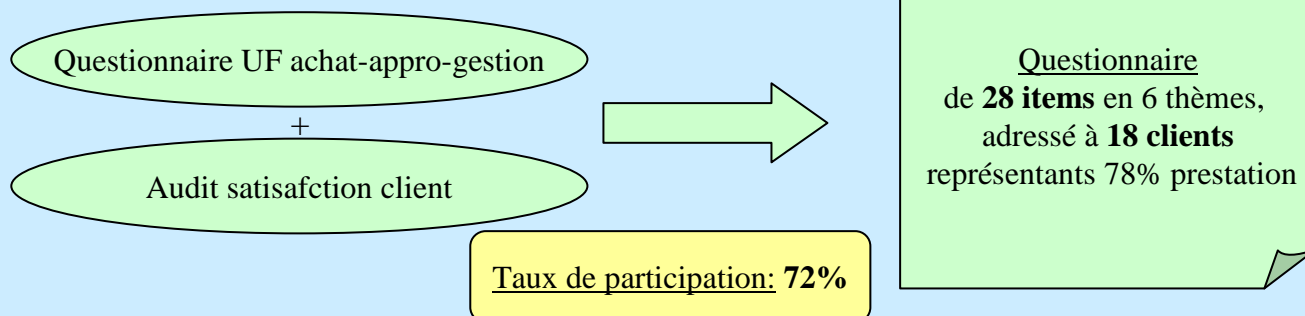 Questionnaire UF achat-appro-gestion
+
Audit satisafction client
Taux de participation: 72%
Questionnaire
de 28 items en 6 thèmes,
adressé à 18 clients
représentants 78% prestation